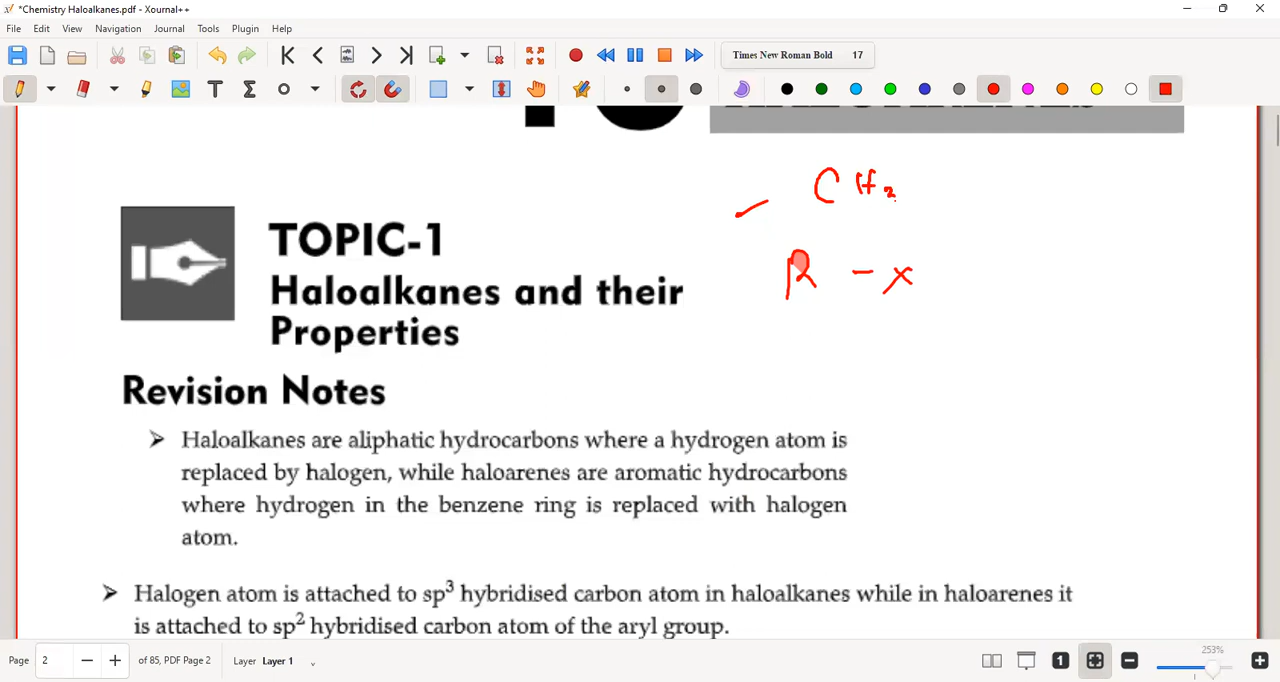 *Chemistry Haloalkanes.pdf - Xournal++
File Edit View Navigation Journal Tools Plugin Help
Times New Roman Bold 17
CH2
R - x
TOPIC-1
Haloalkanes and their
Properties
Revision Notes
➤ Haloalkanes are aliphatic hydrocarbons where a hydrogen atom is
replaced by halogen, while haloarenes are aromatic hydrocarbons
where hydrogen in the benzene ring is replaced with halogen
atom.
➤ Halogen atom is attached to sp³ hybridised carbon atom in haloalkanes while in haloarenes it
is attached to sp² hybridised carbon atom of the aryl group.
Page 2 of 85, PDF Page 2 Layer Layer 1 253%